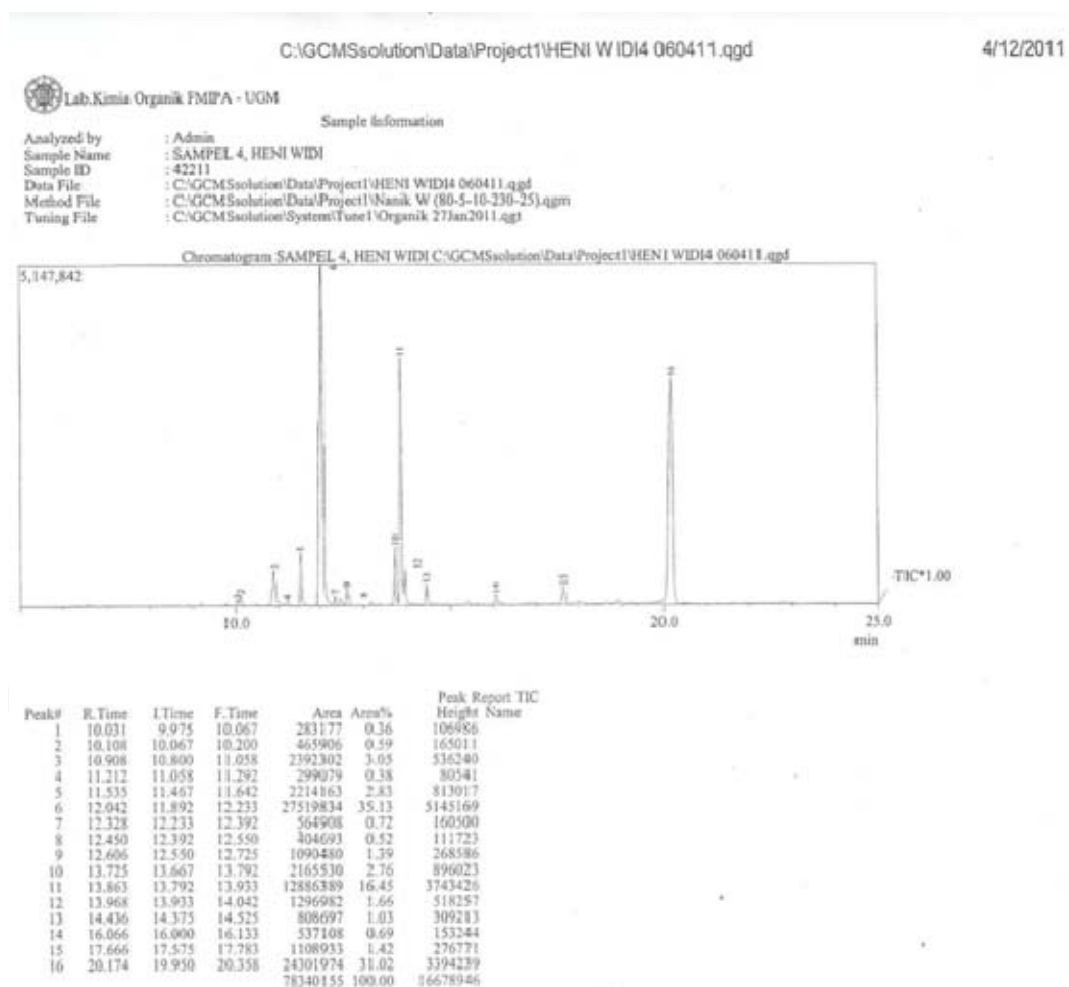 C:\GCMSsolution\Data\Project1\HENI WIDI4 060411.qgd 4/12/2011
Lab.Kimia Organik FMIPA - UGM
Sample Information
Analyzed by : Admin
Sample Name : SAMPEL 4, HENI WIDI
Sample ID : 42211
Data File : C:\GCMSsolution\Data\Project1\HENI WIDI4 060411.qgd
Method File : C:\GCMSsolution\Data\Project1\Nanik W (80-5-10-230-25).qgm
Tuning File : C:\GCMSsolution\System\Tune1\Organik 27Jan2011.qgt
Chromatogram SAMPEL 4, HENI WIDI C:\GCMSsolution\Data\Project1\HENI WIDI4 060411.qgd
5,147,842
TIC*1.00
10.0 20.0 25.0
min
Peak Report TIC
Peak# R.Time I.Time F.Time Area Area% Height Name
1 10.031 9.975 10.067 283177 0.36 106986
2 10.108 10.067 10.200 465906 0.59 165011
3 10.908 10.800 11.058 2392302 3.05 536240
4 11.212 11.058 11.292 299079 0.38 80541
5 11.535 11.467 11.642 2214163 2.83 813017
6 12.042 11.892 12.233 27519834 35.13 5145169
7 12.328 12.233 12.392 564908 0.72 160500
8 12.450 12.392 12.550 404693 0.52 111723
9 12.606 12.550 12.725 1090480 1.39 268586
10 13.725 13.667 13.792 2165530 2.76 896023
11 13.863 13.792 13.933 12886389 16.45 3743426
12 13.968 13.933 14.042 1296982 1.66 518257
13 14.436 14.375 14.525 808697 1.03 309213
14 16.066 16.000 16.133 537108 0.69 153244
15 17.666 17.575 17.783 1108933 1.42 276771
16 20.174 19.950 20.358 24301974 31.02 3394239
78340155 100.00 16678946